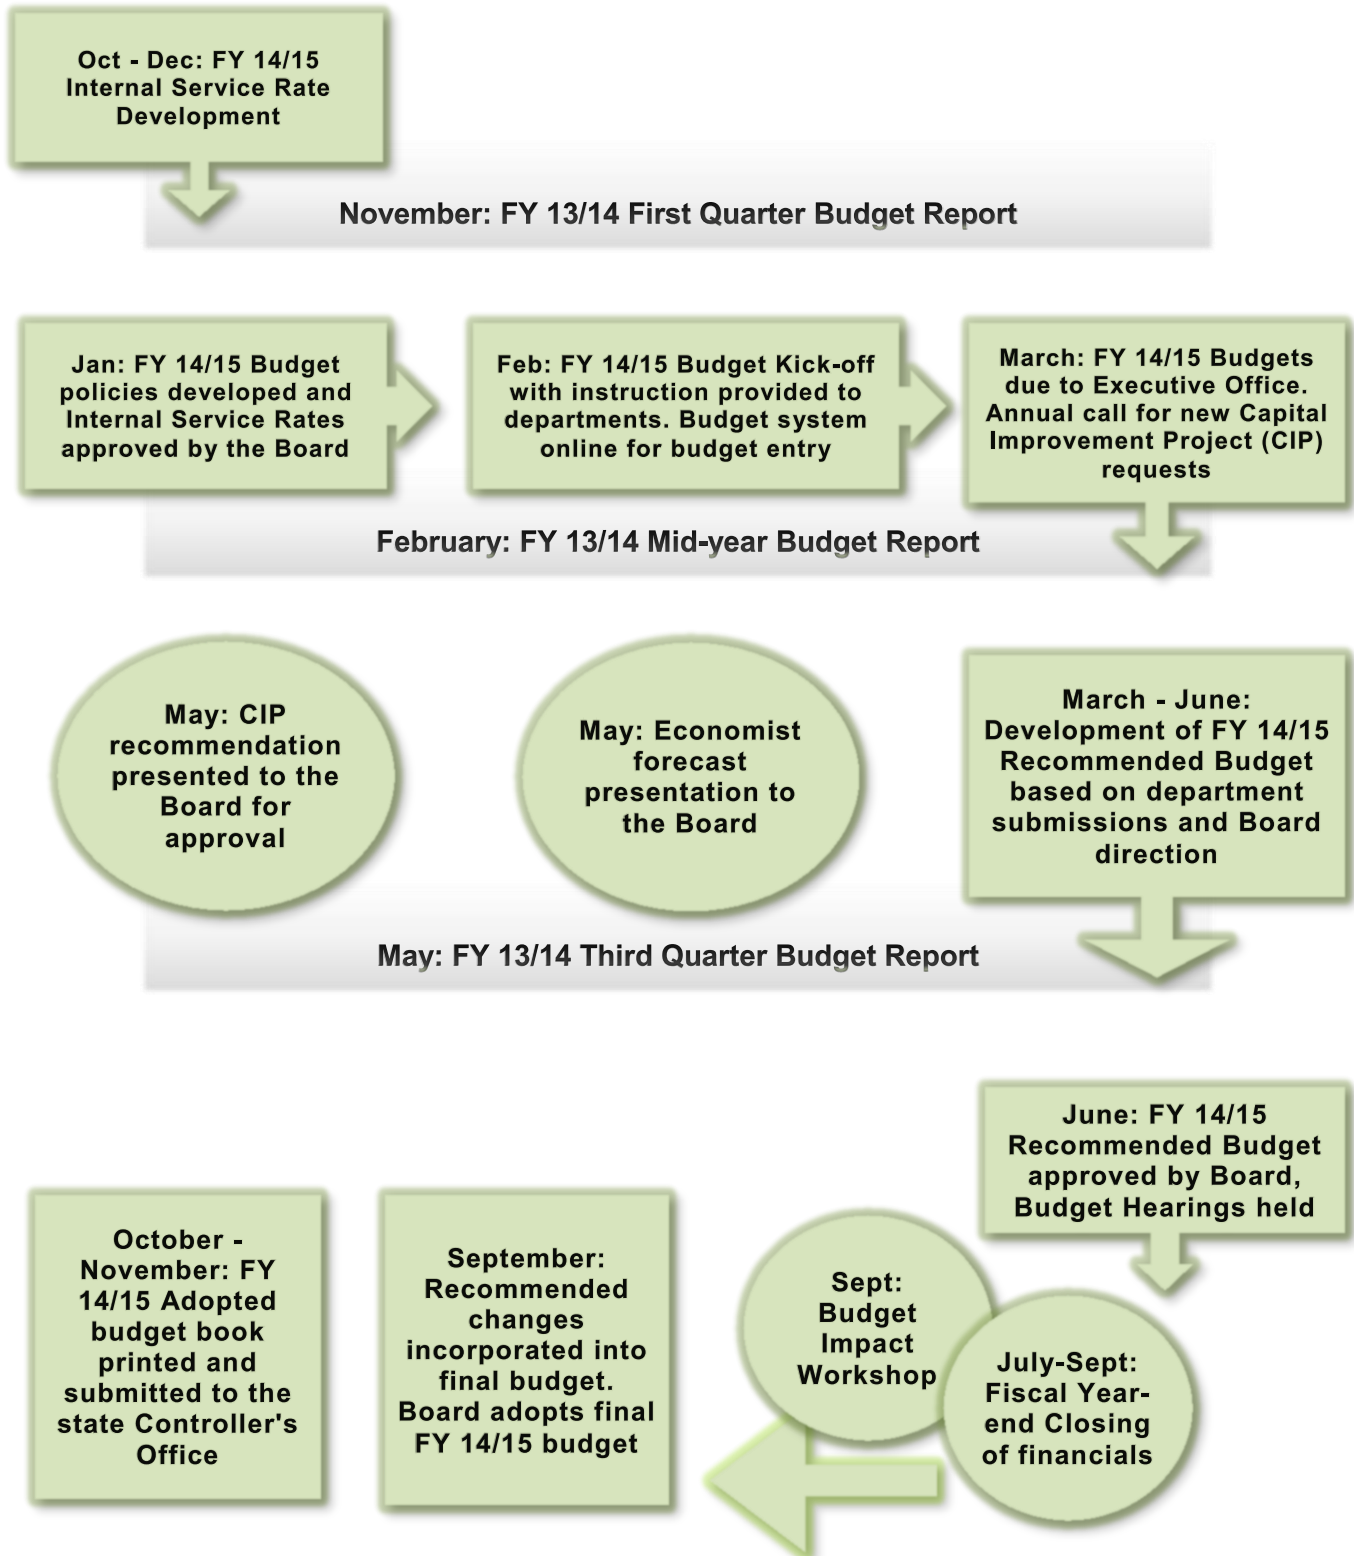 Oct - Dec: FY 14/15
Internal Service Rate
Development
November: FY 13/14 First Quarter Budget Report
Jan: FY 14/15 Budget
policies developed and
Internal Service Rates
approved by the Board
Feb: FY 14/15 Budget Kick-off
with instruction provided to
departments. Budget system
online for budget entry
March: FY 14/15 Budgets
due to Executive Office.
Annual call for new Capital
Improvement Project (CIP)
requests
February: FY 13/14 Mid-year Budget Report
May: CIP
recommendation
presented to the
Board for
approval
May: Economist
forecast
presentation to
the Board
March - June:
Development of FY 14/15
Recommended Budget
based on department
submissions and Board
direction
May: FY 13/14 Third Quarter Budget Report
June: FY 14/15
Recommended Budget
approved by Board,
Budget Hearings held
July-Sept:
Fiscal Year-
end Closing
of financials
Sept:
Budget
Impact
Workshop
September:
Recommended
changes
incorporated into
final budget.
Board adopts final
FY 14/15 budget
October -
November: FY
14/15 Adopted
budget book
printed and
submitted to the
state Controller's
Office